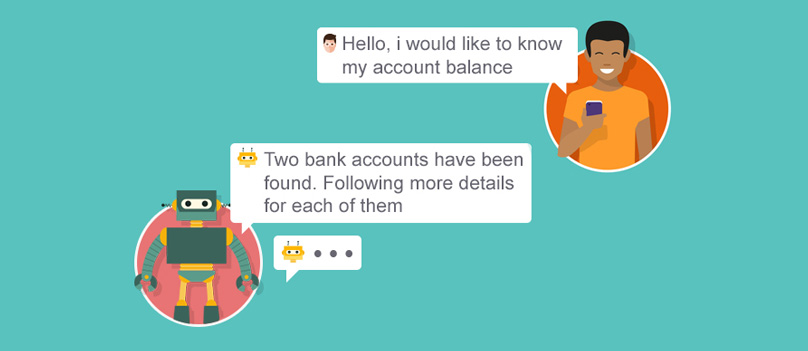 Hello, i would like to know
my account balance
Two bank accounts have been
found. Following more details
for each of them